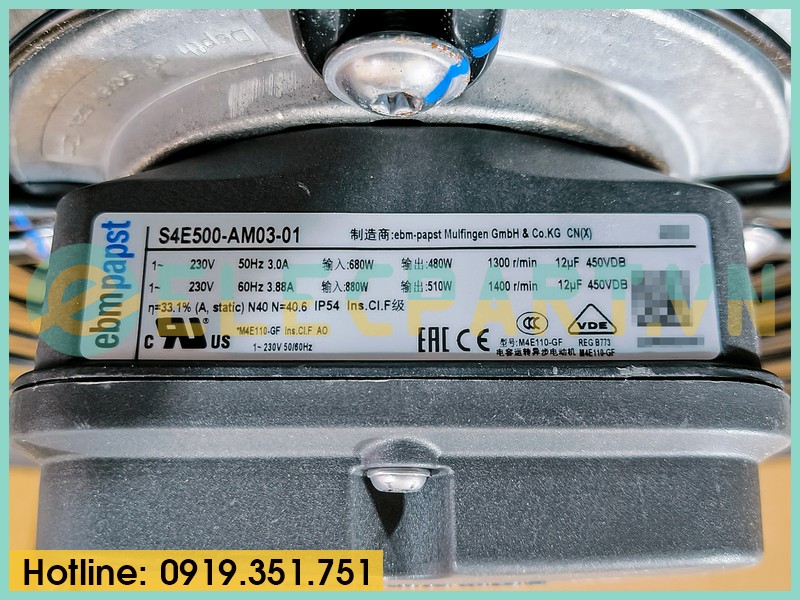 ebmpapst
S4E500-AM03-01 制造商:ebm-papst Mulfingen GmbH & Co.KG CN(X)
1~ 230V 50Hz 3.0A 输入:680W 输出:480W 1300 r/min 12µF 450VDB
1~ 230V 60Hz 3.88A 输入:880W 输出:510W 1400 r/min 12µF 450VDB
η=33.1% (A, static) N40 N=40.6 IP54 Ins.Cl.F级
C RU US *M4E110-GF Ins.Cl.F AO
1~ 230V 50/60Hz
EAC CE CCC VDE
型号:M4E110-GF REG B773
电容运转异步电动机 M4E110-GF
ELECPART.VN
Hotline: 0919.351.751